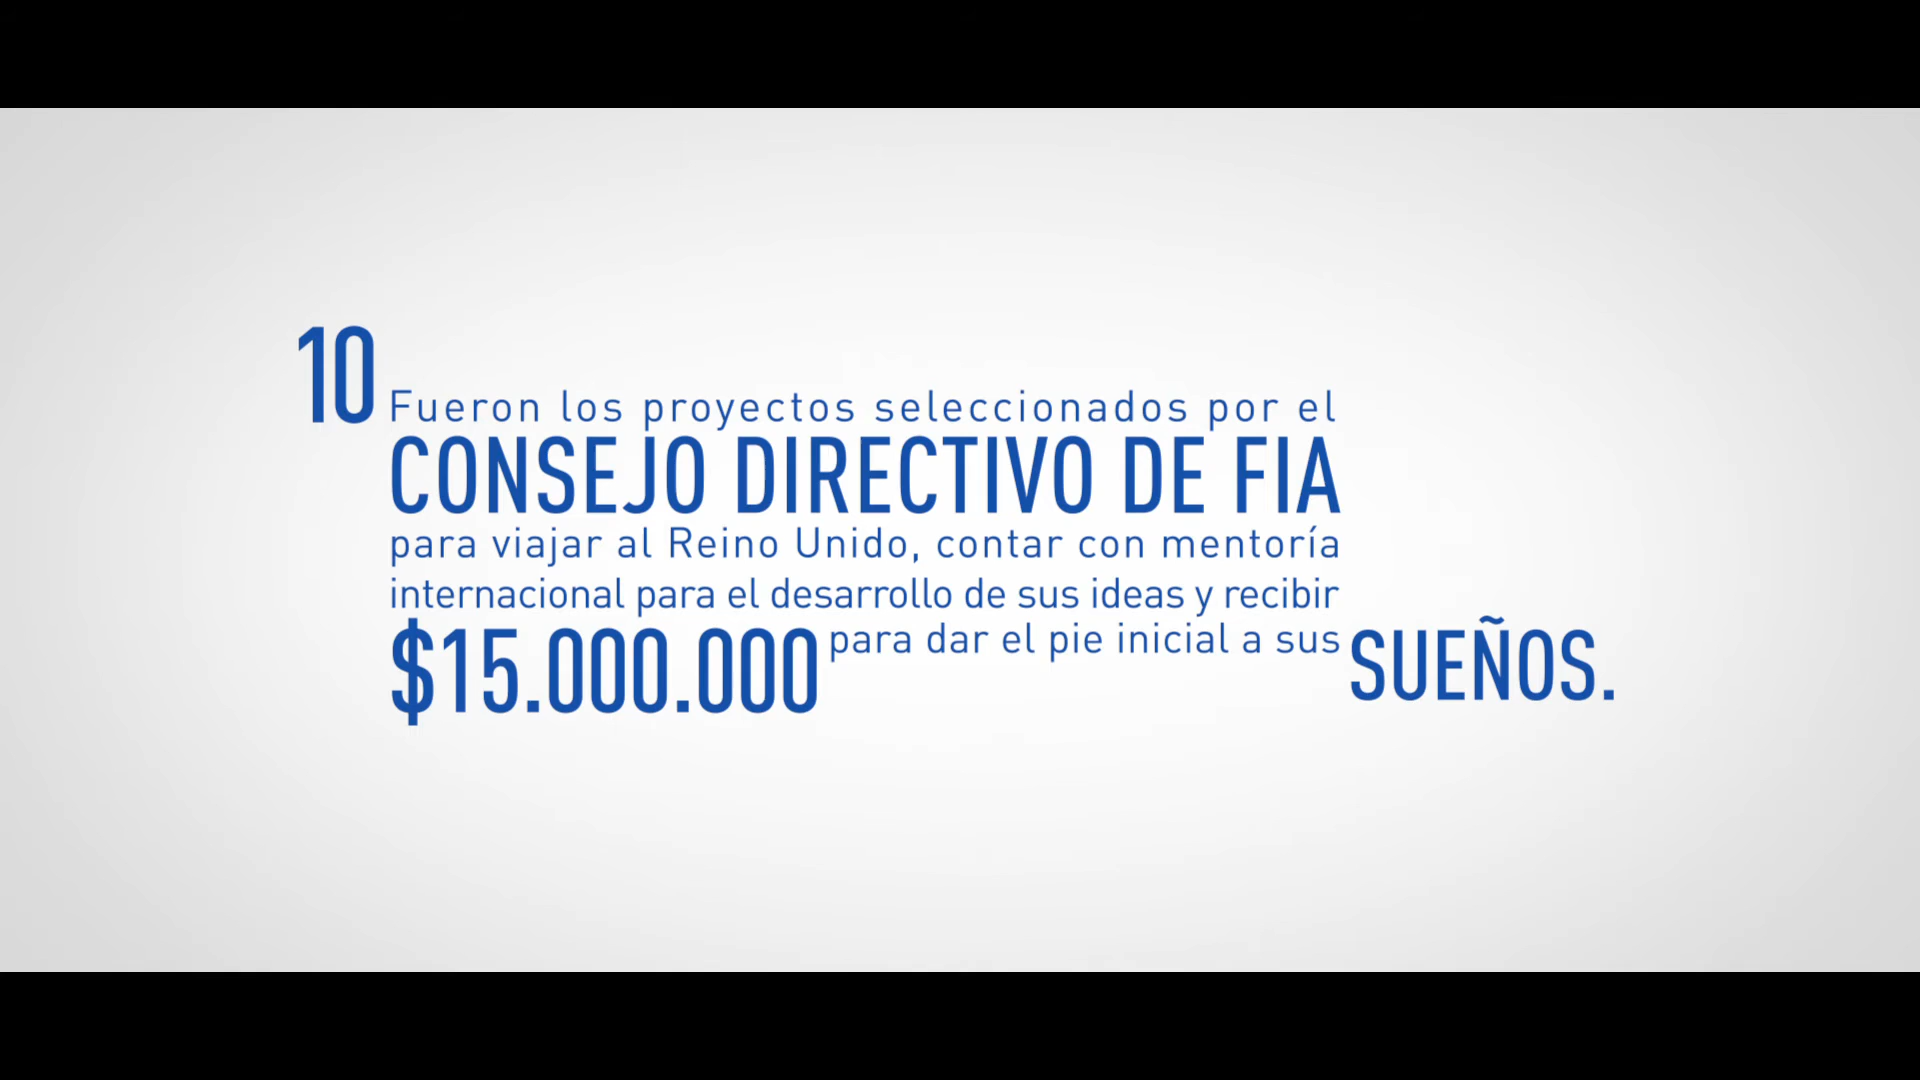 10 Fueron los proyectos seleccionados por el
CONSEJO DIRECTIVO DE FIA
para viajar al Reino Unido, contar con mentoría
internacional para el desarrollo de sus ideas y recibir
$15.000.000 para dar el pie inicial a sus SUEÑOS.